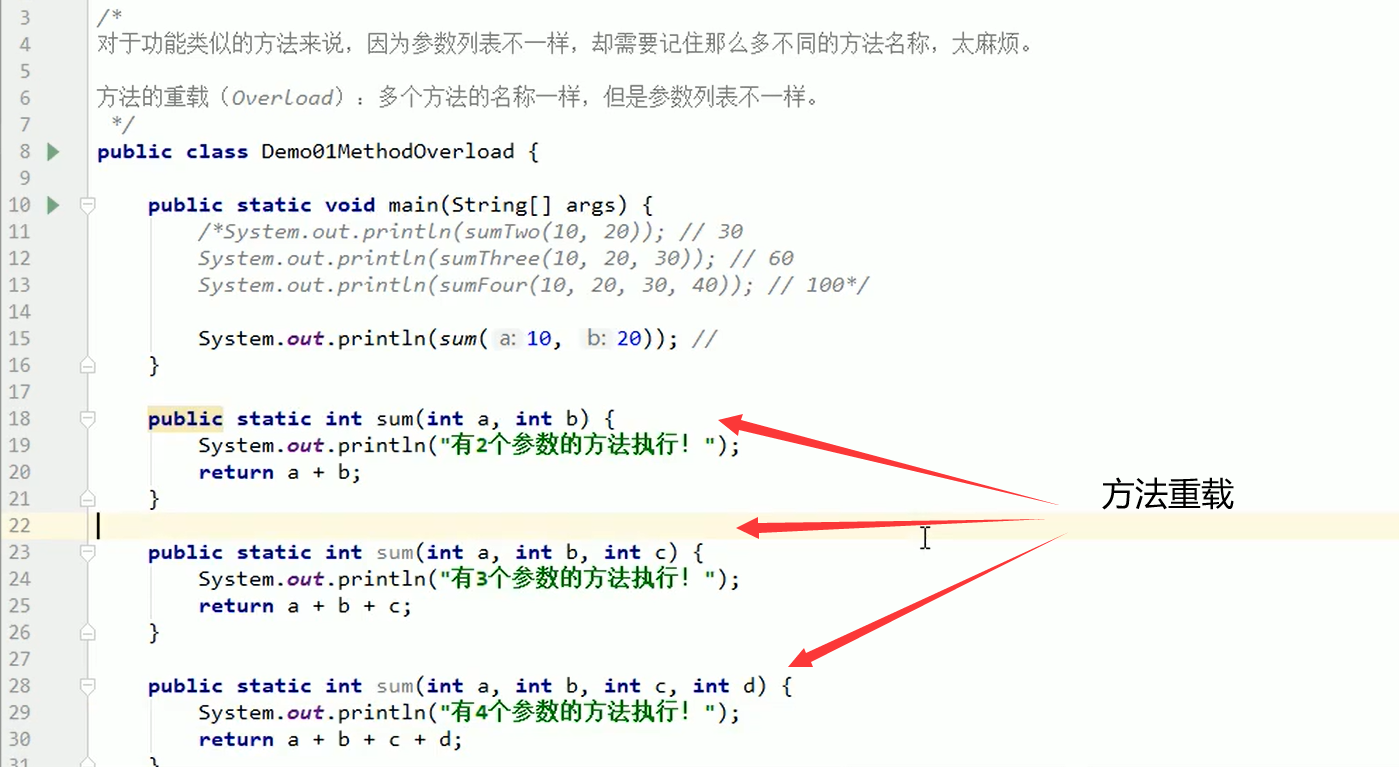 3 /*
4 对于功能类似的方法来说，因为参数列表不一样，却需要记住那么多不同的方法名称，太麻烦。
5
6 方法的重载（Overload）：多个方法的名称一样，但是参数列表不一样。
7 */
8 public class Demo01MethodOverload {
9
10 public static void main(String[] args) {
11 /*System.out.println(sumTwo(10, 20)); // 30
12 System.out.println(sumThree(10, 20, 30)); // 60
13 System.out.println(sumFour(10, 20, 30, 40)); // 100*/
14
15 System.out.println(sum( a: 10, b: 20)); //
16 }
17
18 public static int sum(int a, int b) {
19 System.out.println("有2个参数的方法执行！");
20 return a + b;
方法重载
21 }
22
23 public static int sum(int a, int b, int c) {
24 System.out.println("有3个参数的方法执行！");
25 return a + b + c;
26 }
27
28 public static int sum(int a, int b, int c, int d) {
29 System.out.println("有4个参数的方法执行！");
30 return a + b + c + d;
31 }